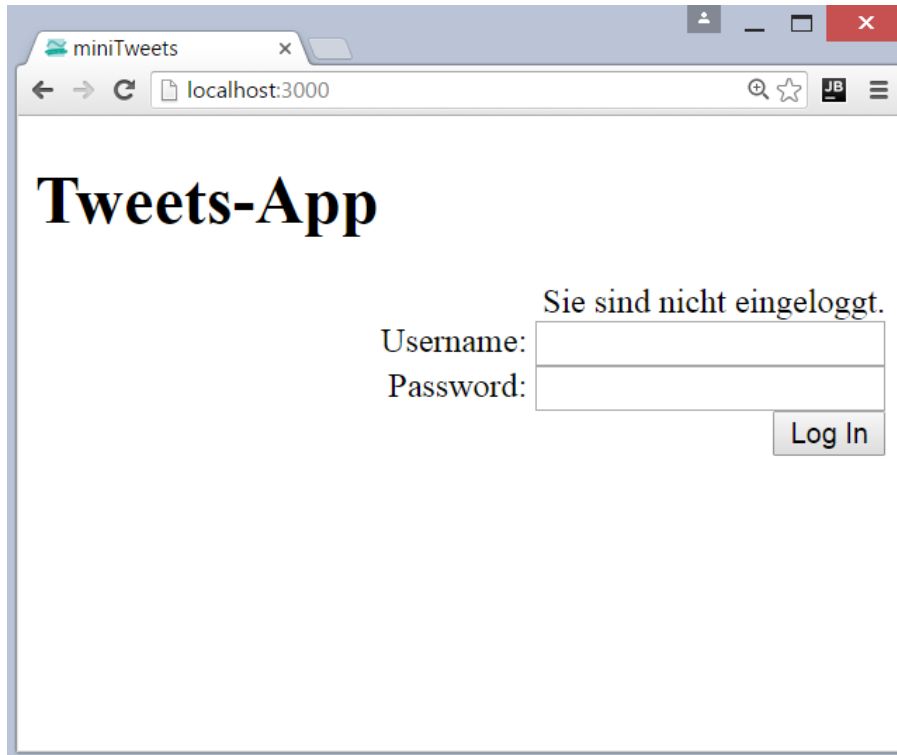 miniTweets
localhost:3000
JB
Tweets-App
Sie sind nicht eingeloggt.
Username:
Password:
Log In